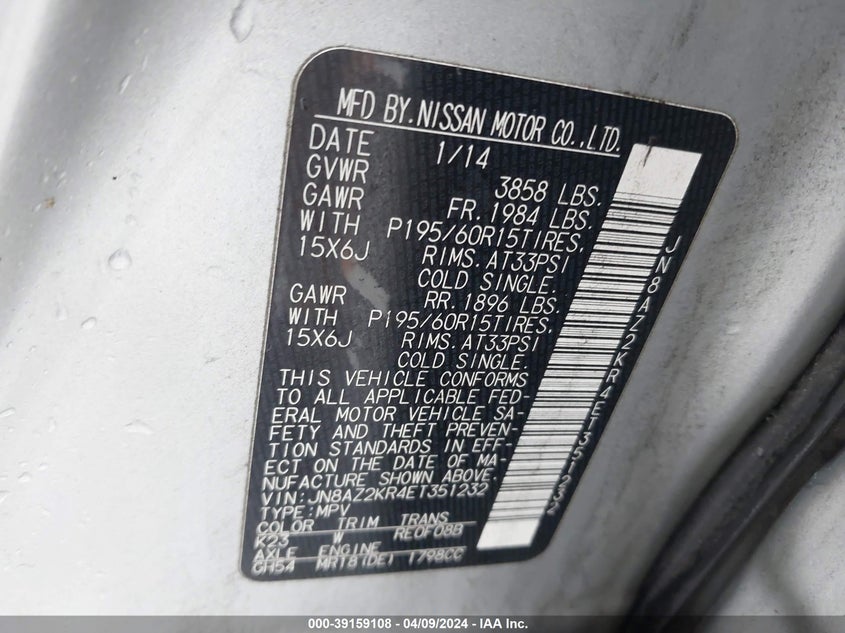 MFD BY. NISSAN MOTOR CO., LTD.
DATE 1/14
GVWR 3858 LBS.
GAWR FR. 1984 LBS.
WITH P195/60R15TIRES,
15X6J RIMS. AT33PSI
COLD SINGLE.
GAWR RR. 1896 LBS.
WITH P195/60R15TIRES,
15X6J RIMS. AT33PSI
COLD SINGLE.
THIS VEHICLE CONFORMS
TO ALL APPLICABLE FED-
ERAL MOTOR VEHICLE SA-
FETY AND THEFT PREVEN-
TION STANDARDS IN EFF-
ECT ON THE DATE OF MA-
NUFACTURE SHOWN ABOVE.
VIN: JN8AZ2KR4ET351232
TYPE: MPV
COLOR TRIM TRANS
K23 W RE0F08B
AXLE ENGINE
GH54 MR18(DE) 1798CC
JN8AZ2KR4ET351232
000-39159108 - 04/09/2024 - IAA Inc.